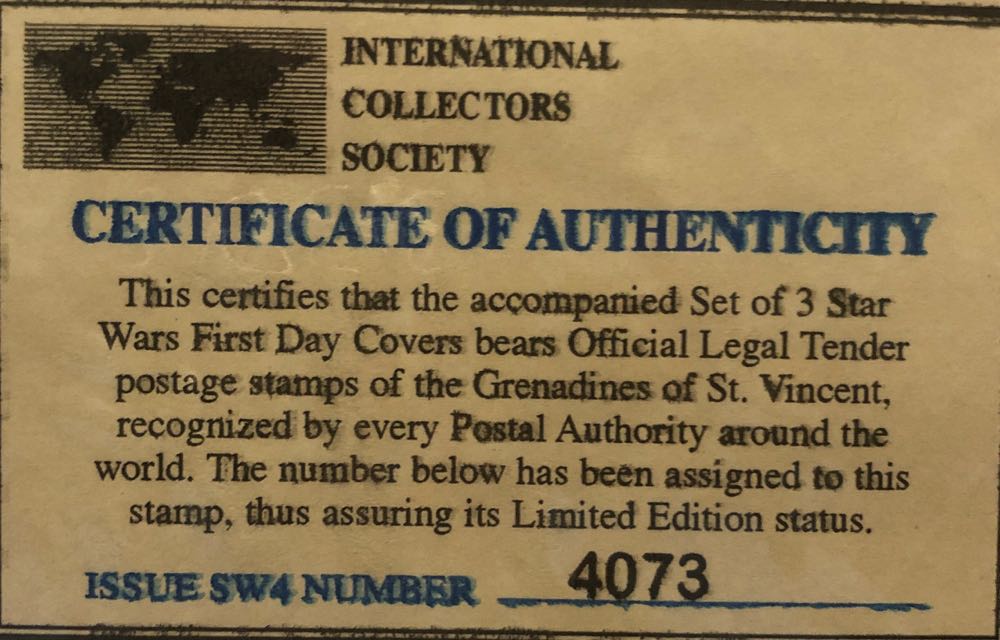 INTERNATIONAL
COLLECTORS
SOCIETY
CERTIFICATE OF AUTHENTICITY
This certifies that the accompanied Set of 3 Star
Wars First Day Covers bears Official Legal Tender
postage stamps of the Grenadines of St. Vincent,
recognized by every Postal Authority around the
world. The number below has been assigned to this
stamp, thus assuring its Limited Edition status.
ISSUE SW4 NUMBER 4073